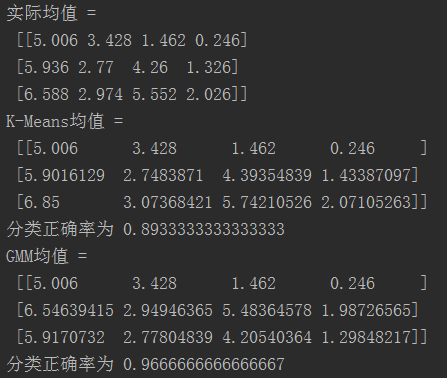 实际均值 =
[[5.006 3.428 1.462 0.246]
[5.936 2.77  4.26  1.326]
[6.588 2.974 5.552 2.026]]
K-Means均值 =
[[5.006      3.428      1.462      0.246     ]
[5.9016129  2.7483871  4.39354839 1.43387097]
[6.85       3.07368421 5.74210526 2.07105263]]
分类正确率为 0.8933333333333333
GMM均值 =
[[5.006      3.428      1.462      0.246     ]
[6.54639415 2.94946365 5.48364578 1.98726565]
[5.9170732  2.77804839 4.20540364 1.29848217]]
分类正确率为 0.9666666666666667